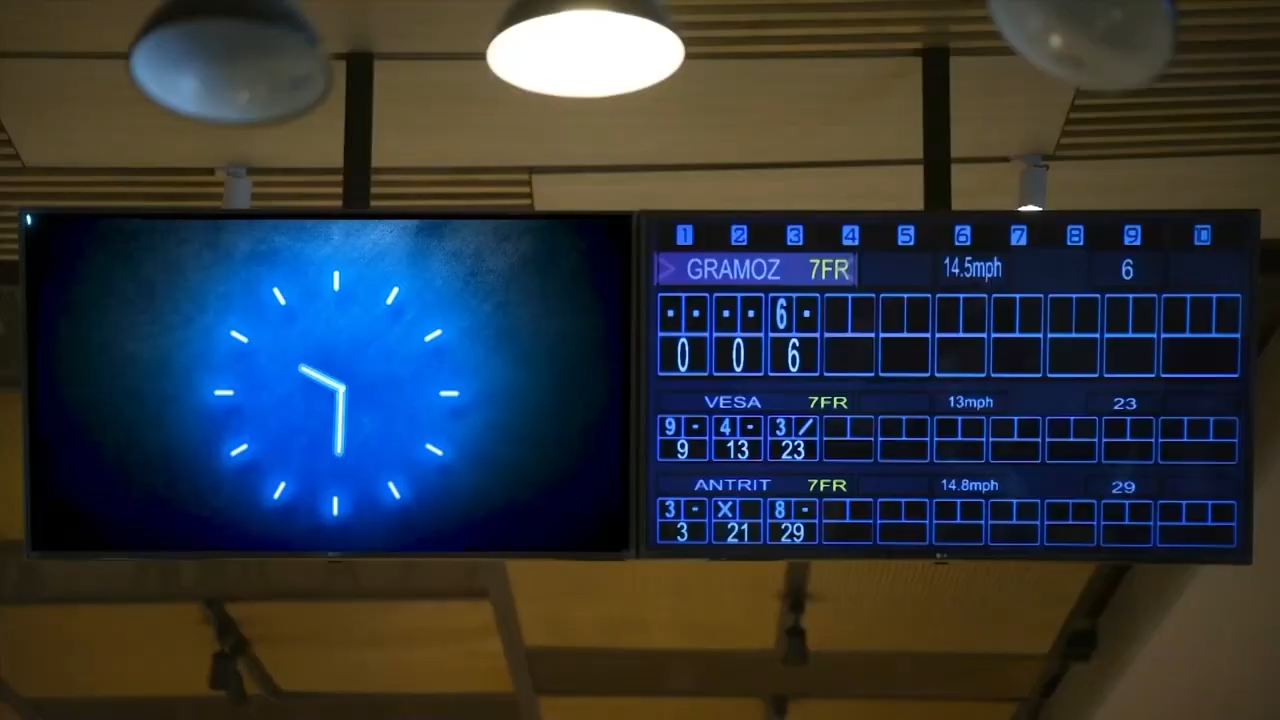 1 2 3 4 5 6 7 8 9 10
> GRAMOZ 7FR 14.5mph 6
- - - - 6 -
0 0 6
VESA 7FR 13mph 23
9 - 4 - 3 /
9 13 23
ANTRIT 7FR 14.8mph 29
3 - X 8 -
3 21 29